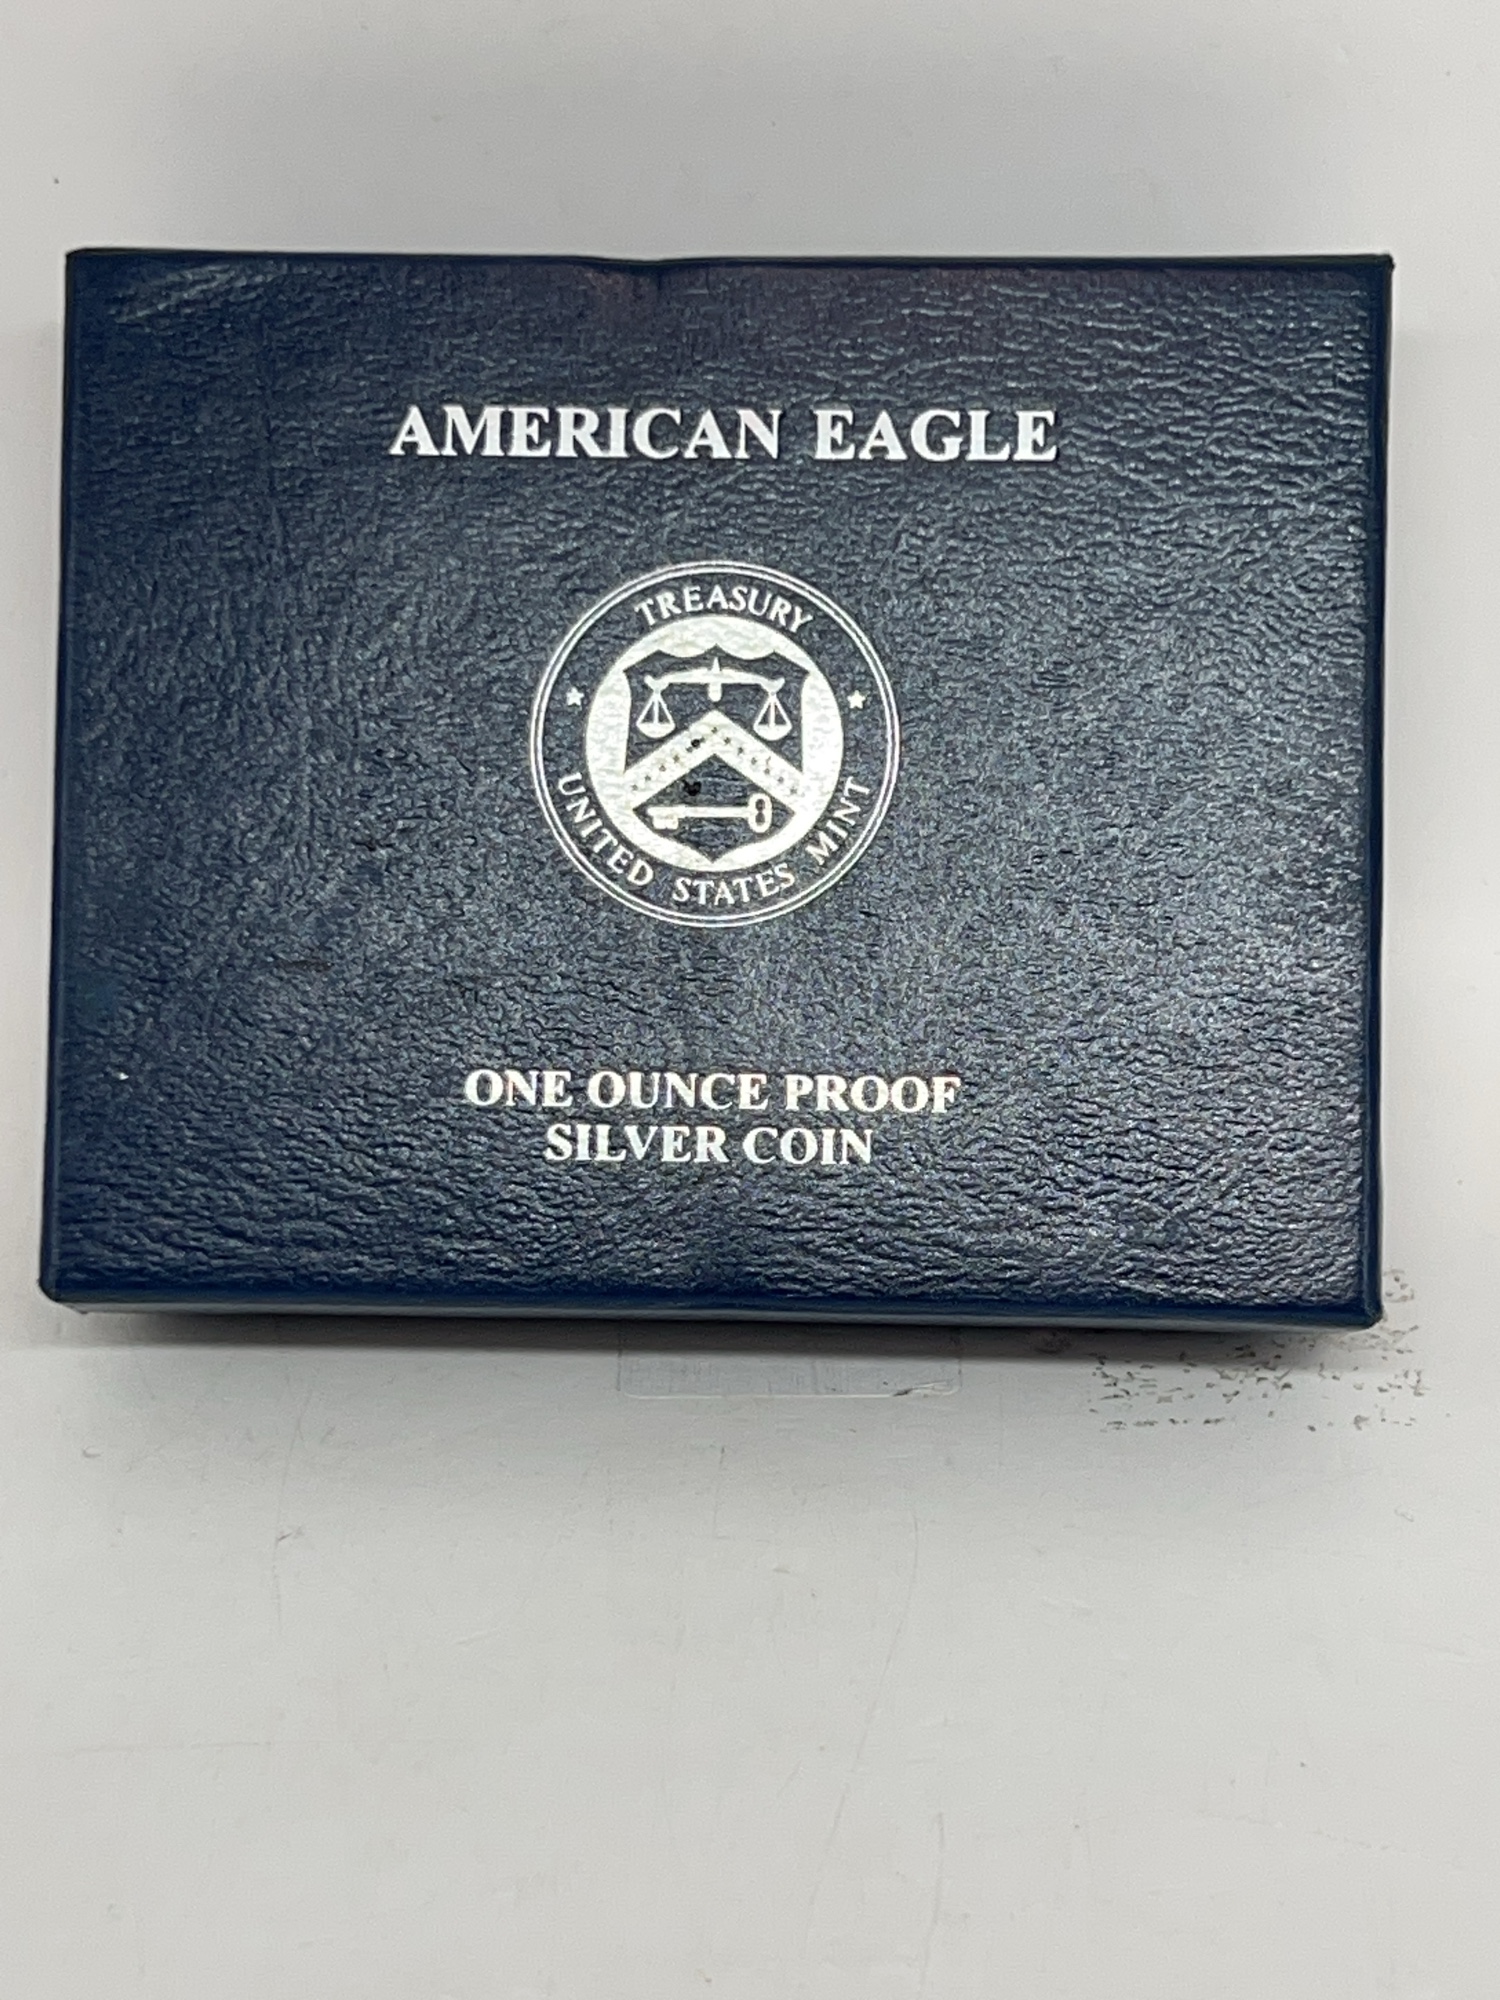 AMERICAN EAGLE
TREASURY
UNITED STATES MINT
ONE OUNCE PROOF
SILVER COIN